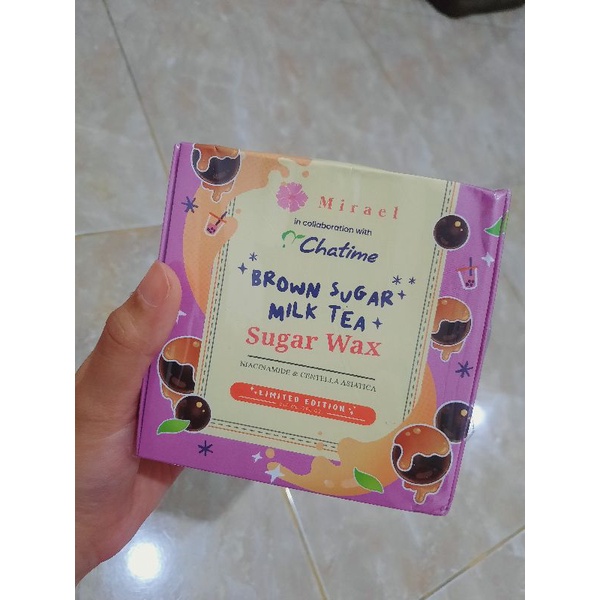 Mirael
in collaboration with
Chatime
BROWN SUGAR
MILK TEA
Sugar Wax
NIACINAMIDE & CENTELLA ASIATICA
LIMITED EDITION